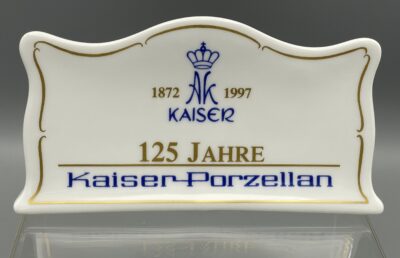 AK
1872 1997
KAISER
125 JAHRE
Kaiser-Porzellan